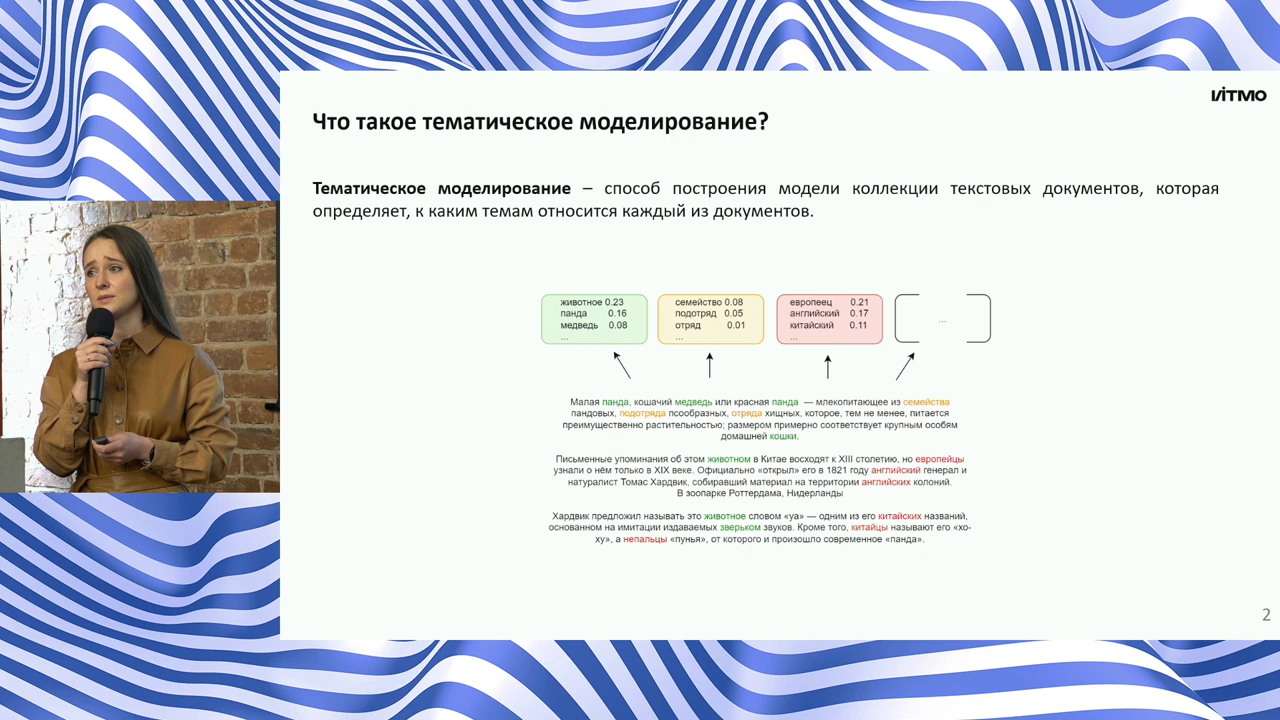 ИТМО
Что такое тематическое моделирование?
Тематическое моделирование – способ построения модели коллекции текстовых документов, которая
определяет, к каким темам относится каждый из документов.
животное 0.23
панда 0.16
медведь 0.08
...
семейство 0.08
подотряд 0.05
отряд 0.01
...
европеец 0.21
английский 0.17
китайский 0.11
...
...
Малая панда, кошачий медведь или красная панда — млекопитающее из семейства
пандовых, подотряда псообразных, отряда хищных, которое, тем не менее, питается
преимущественно растительностью; размером примерно соответствует крупным особям
домашней кошки.
Письменные упоминания об этом животном в Китае восходят к XIII столетию, но европейцы
узнали о нём только в XIX веке. Официально «открыл» его в 1821 году английский генерал и
натуралист Томас Хардвик, собиравший материал на территории английских колоний.
В зоопарке Роттердама, Нидерланды
Хардвик предложил называть это животное словом «уа» — одним из его китайских названий,
основанном на имитации издаваемых зверьком звуков. Кроме того, китайцы называют его «хо-
ху», а непальцы «пунья», от которого и произошло современное «панда».
2